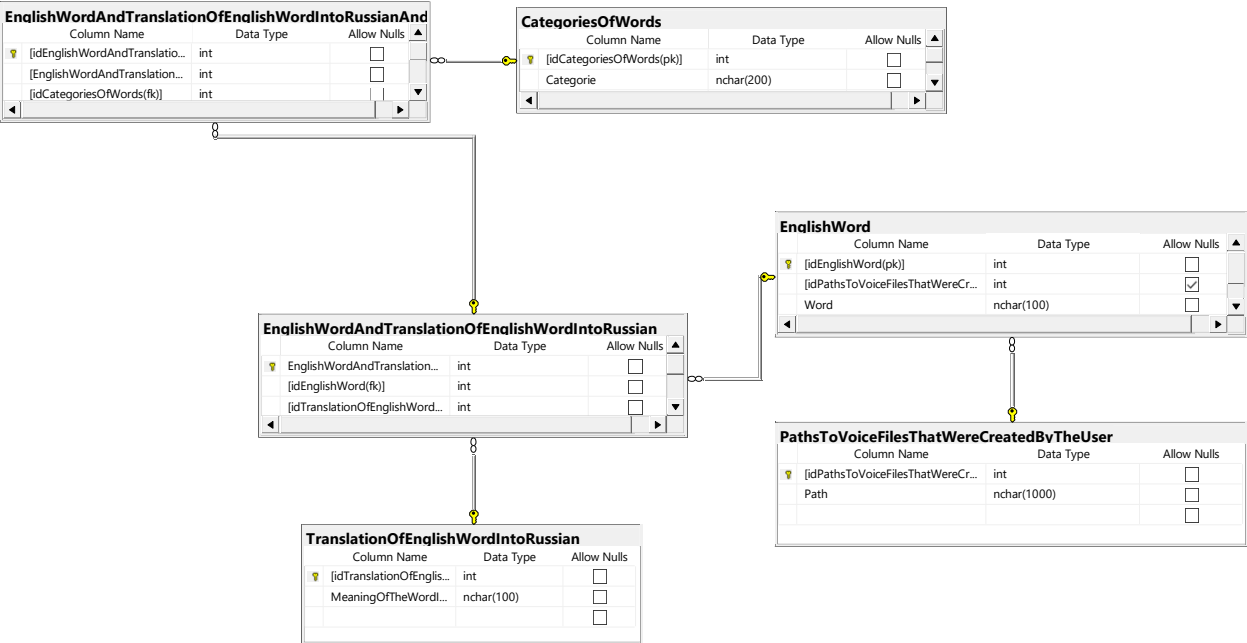 EnglishWordAndTranslationOfEnglishWordIntoRussianAnd
Column Name Data Type Allow Nulls
[idEnglishWordAndTranslatio... int
[EnglishWordAndTranslation... int
[idCategoriesOfWords(fk)] int
CategoriesOfWords
Column Name Data Type Allow Nulls
[idCategoriesOfWords(pk)] int
Categorie nchar(200)
EnglishWord
Column Name Data Type Allow Nulls
[idEnglishWord(pk)] int
[idPathsToVoiceFilesThatWereCr... int
Word nchar(100)
EnglishWordAndTranslationOfEnglishWordIntoRussian
Column Name Data Type Allow Nulls
EnglishWordAndTranslation... int
[idEnglishWord(fk)] int
[idTranslationOfEnglishWord... int
PathsToVoiceFilesThatWereCreatedByTheUser
Column Name Data Type Allow Nulls
[idPathsToVoiceFilesThatWereCr... int
Path nchar(1000)
TranslationOfEnglishWordIntoRussian
Column Name Data Type Allow Nulls
[idTranslationOfEnglis... int
MeaningOfTheWordI... nchar(100)